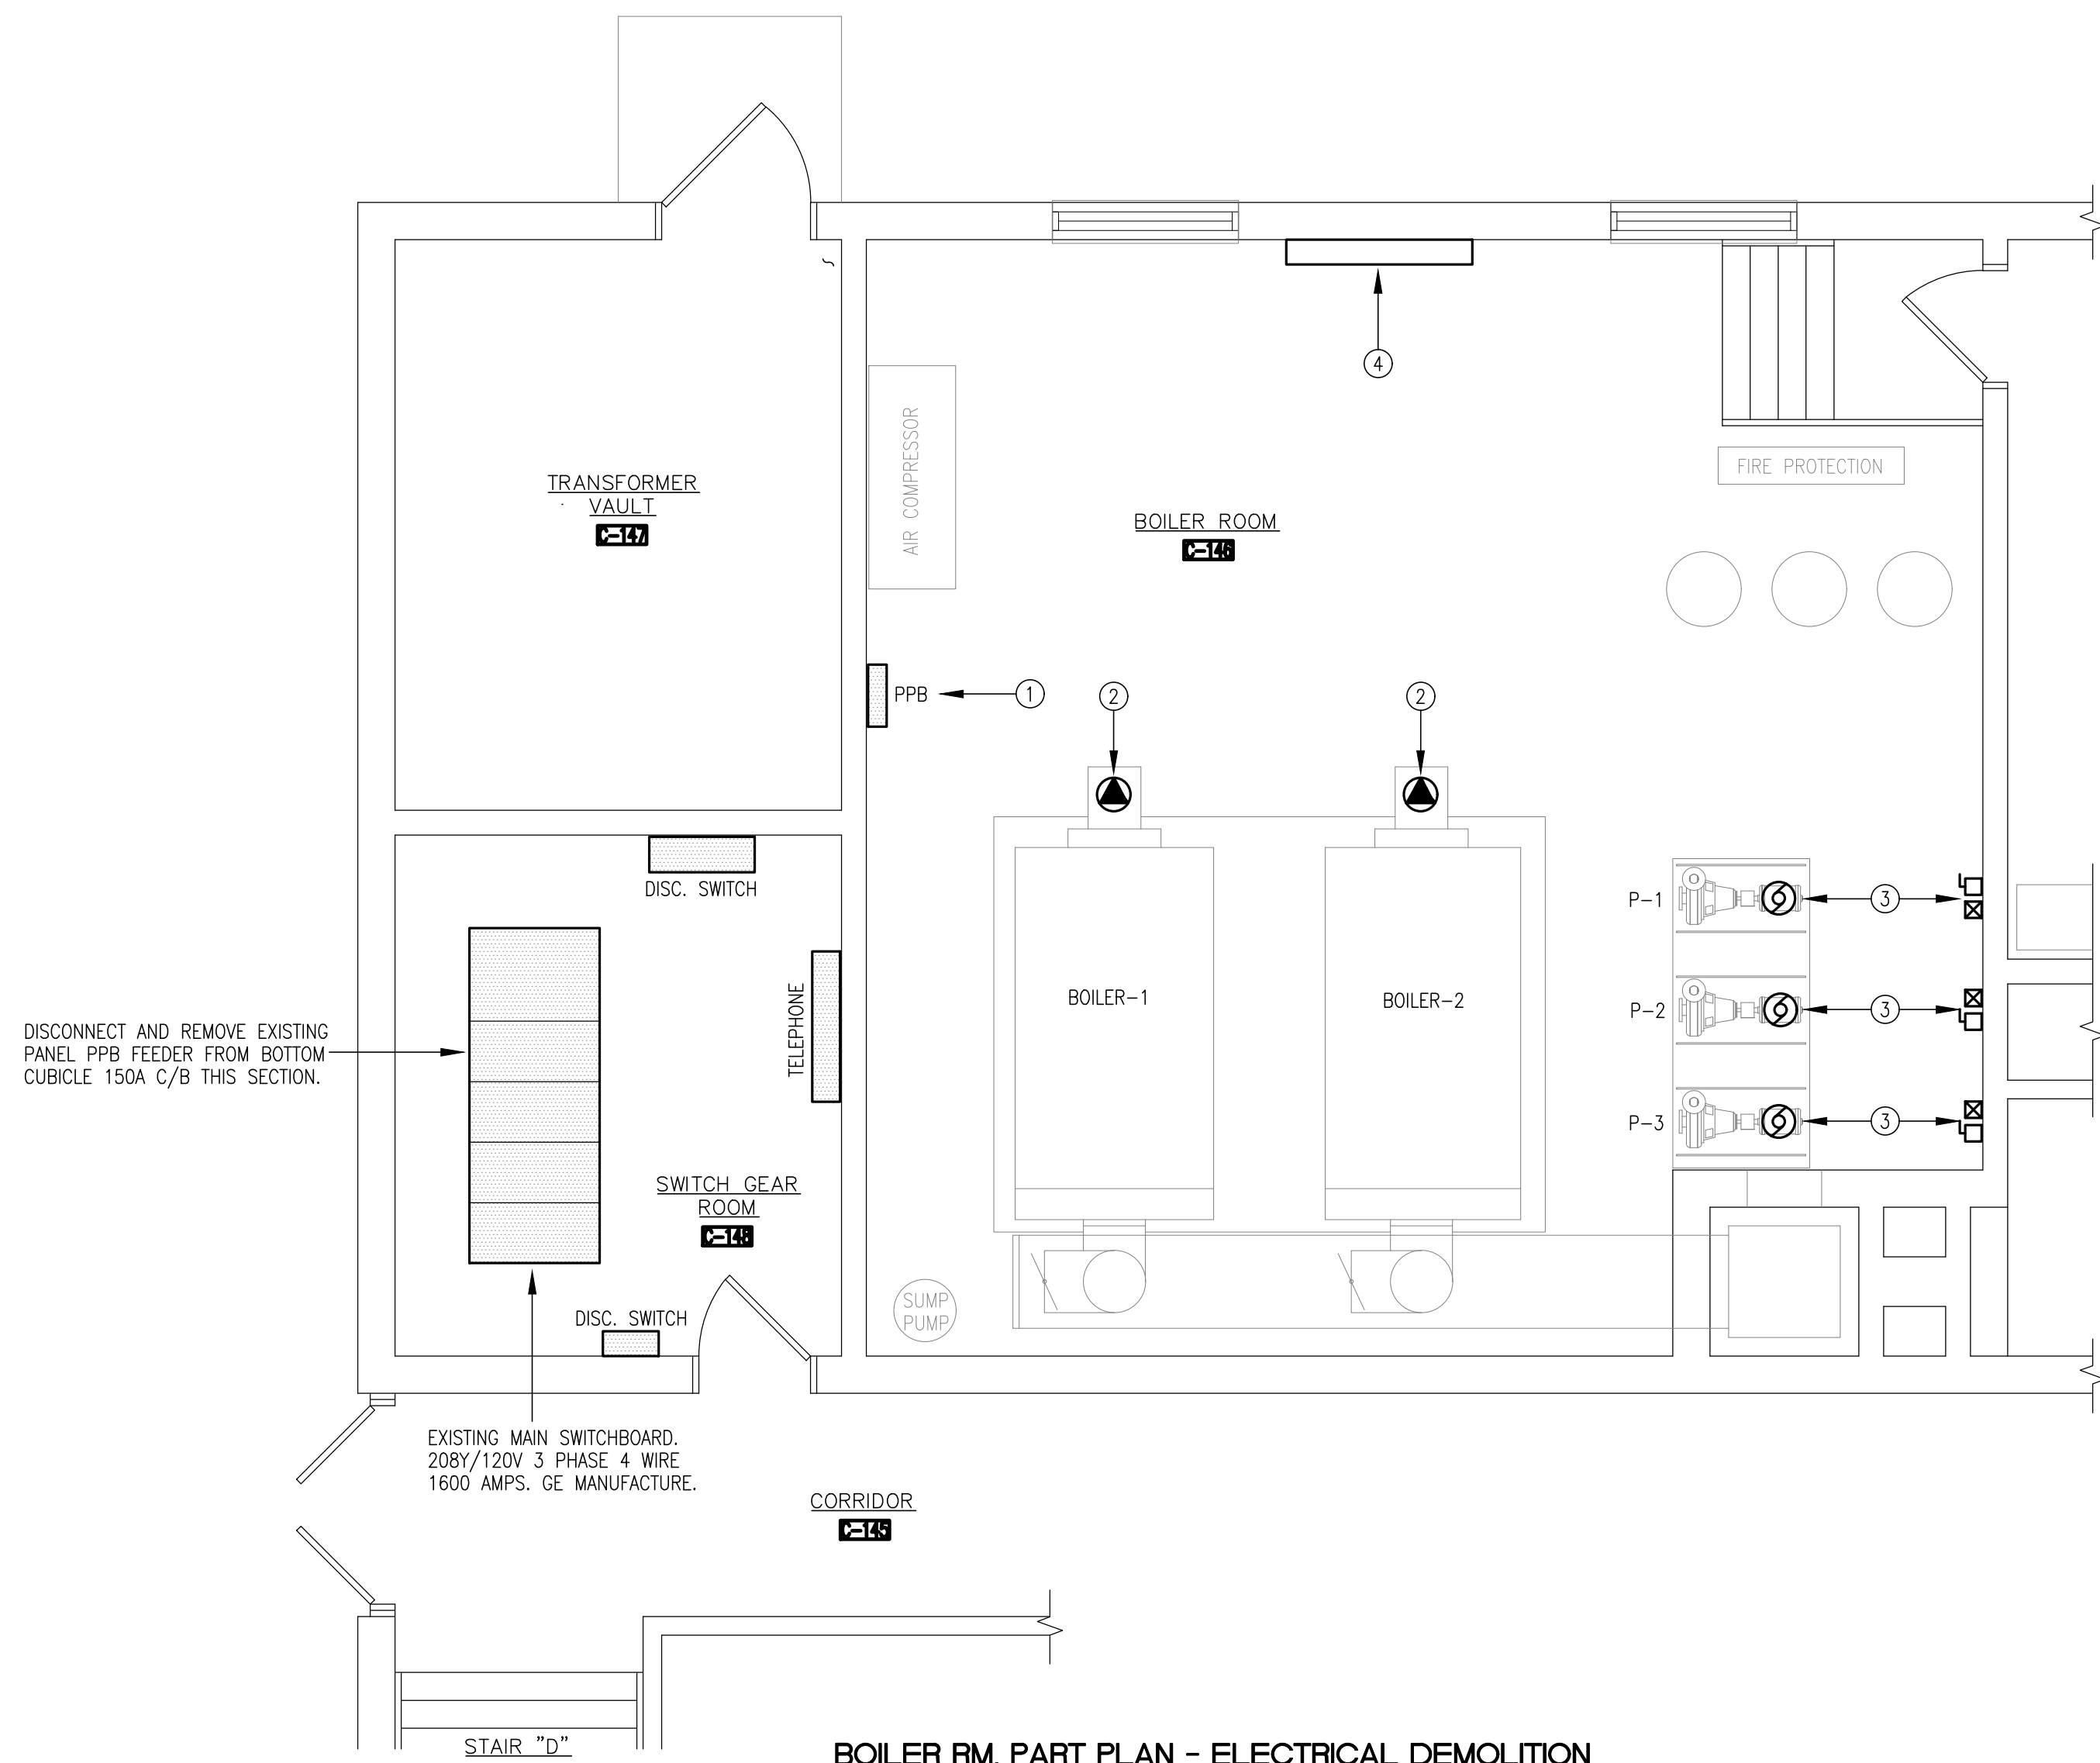 4
TRANSFORMER
VAULT
C-147
AIR COMPRESSOR
FIRE PROTECTION
BOILER ROOM
C-146
PPB
1
2
2
DISC. SWITCH
P-1
3
TELEPHONE
BOILER-1
BOILER-2
P-2
3
DISCONNECT AND REMOVE EXISTING
PANEL PPB FEEDER FROM BOTTOM
CUBICLE 150A C/B THIS SECTION.
P-3
3
SWITCH GEAR
ROOM
SUMP
PUMP
DISC. SWITCH
EXISTING MAIN SWITCHBOARD.
208Y/120V 3 PHASE 4 WIRE
1600 AMPS. GE MANUFACTURE.
CORRIDOR
C-145
STAIR "D"
BOILER RM. PART PLAN - ELECTRICAL DEMOLITION